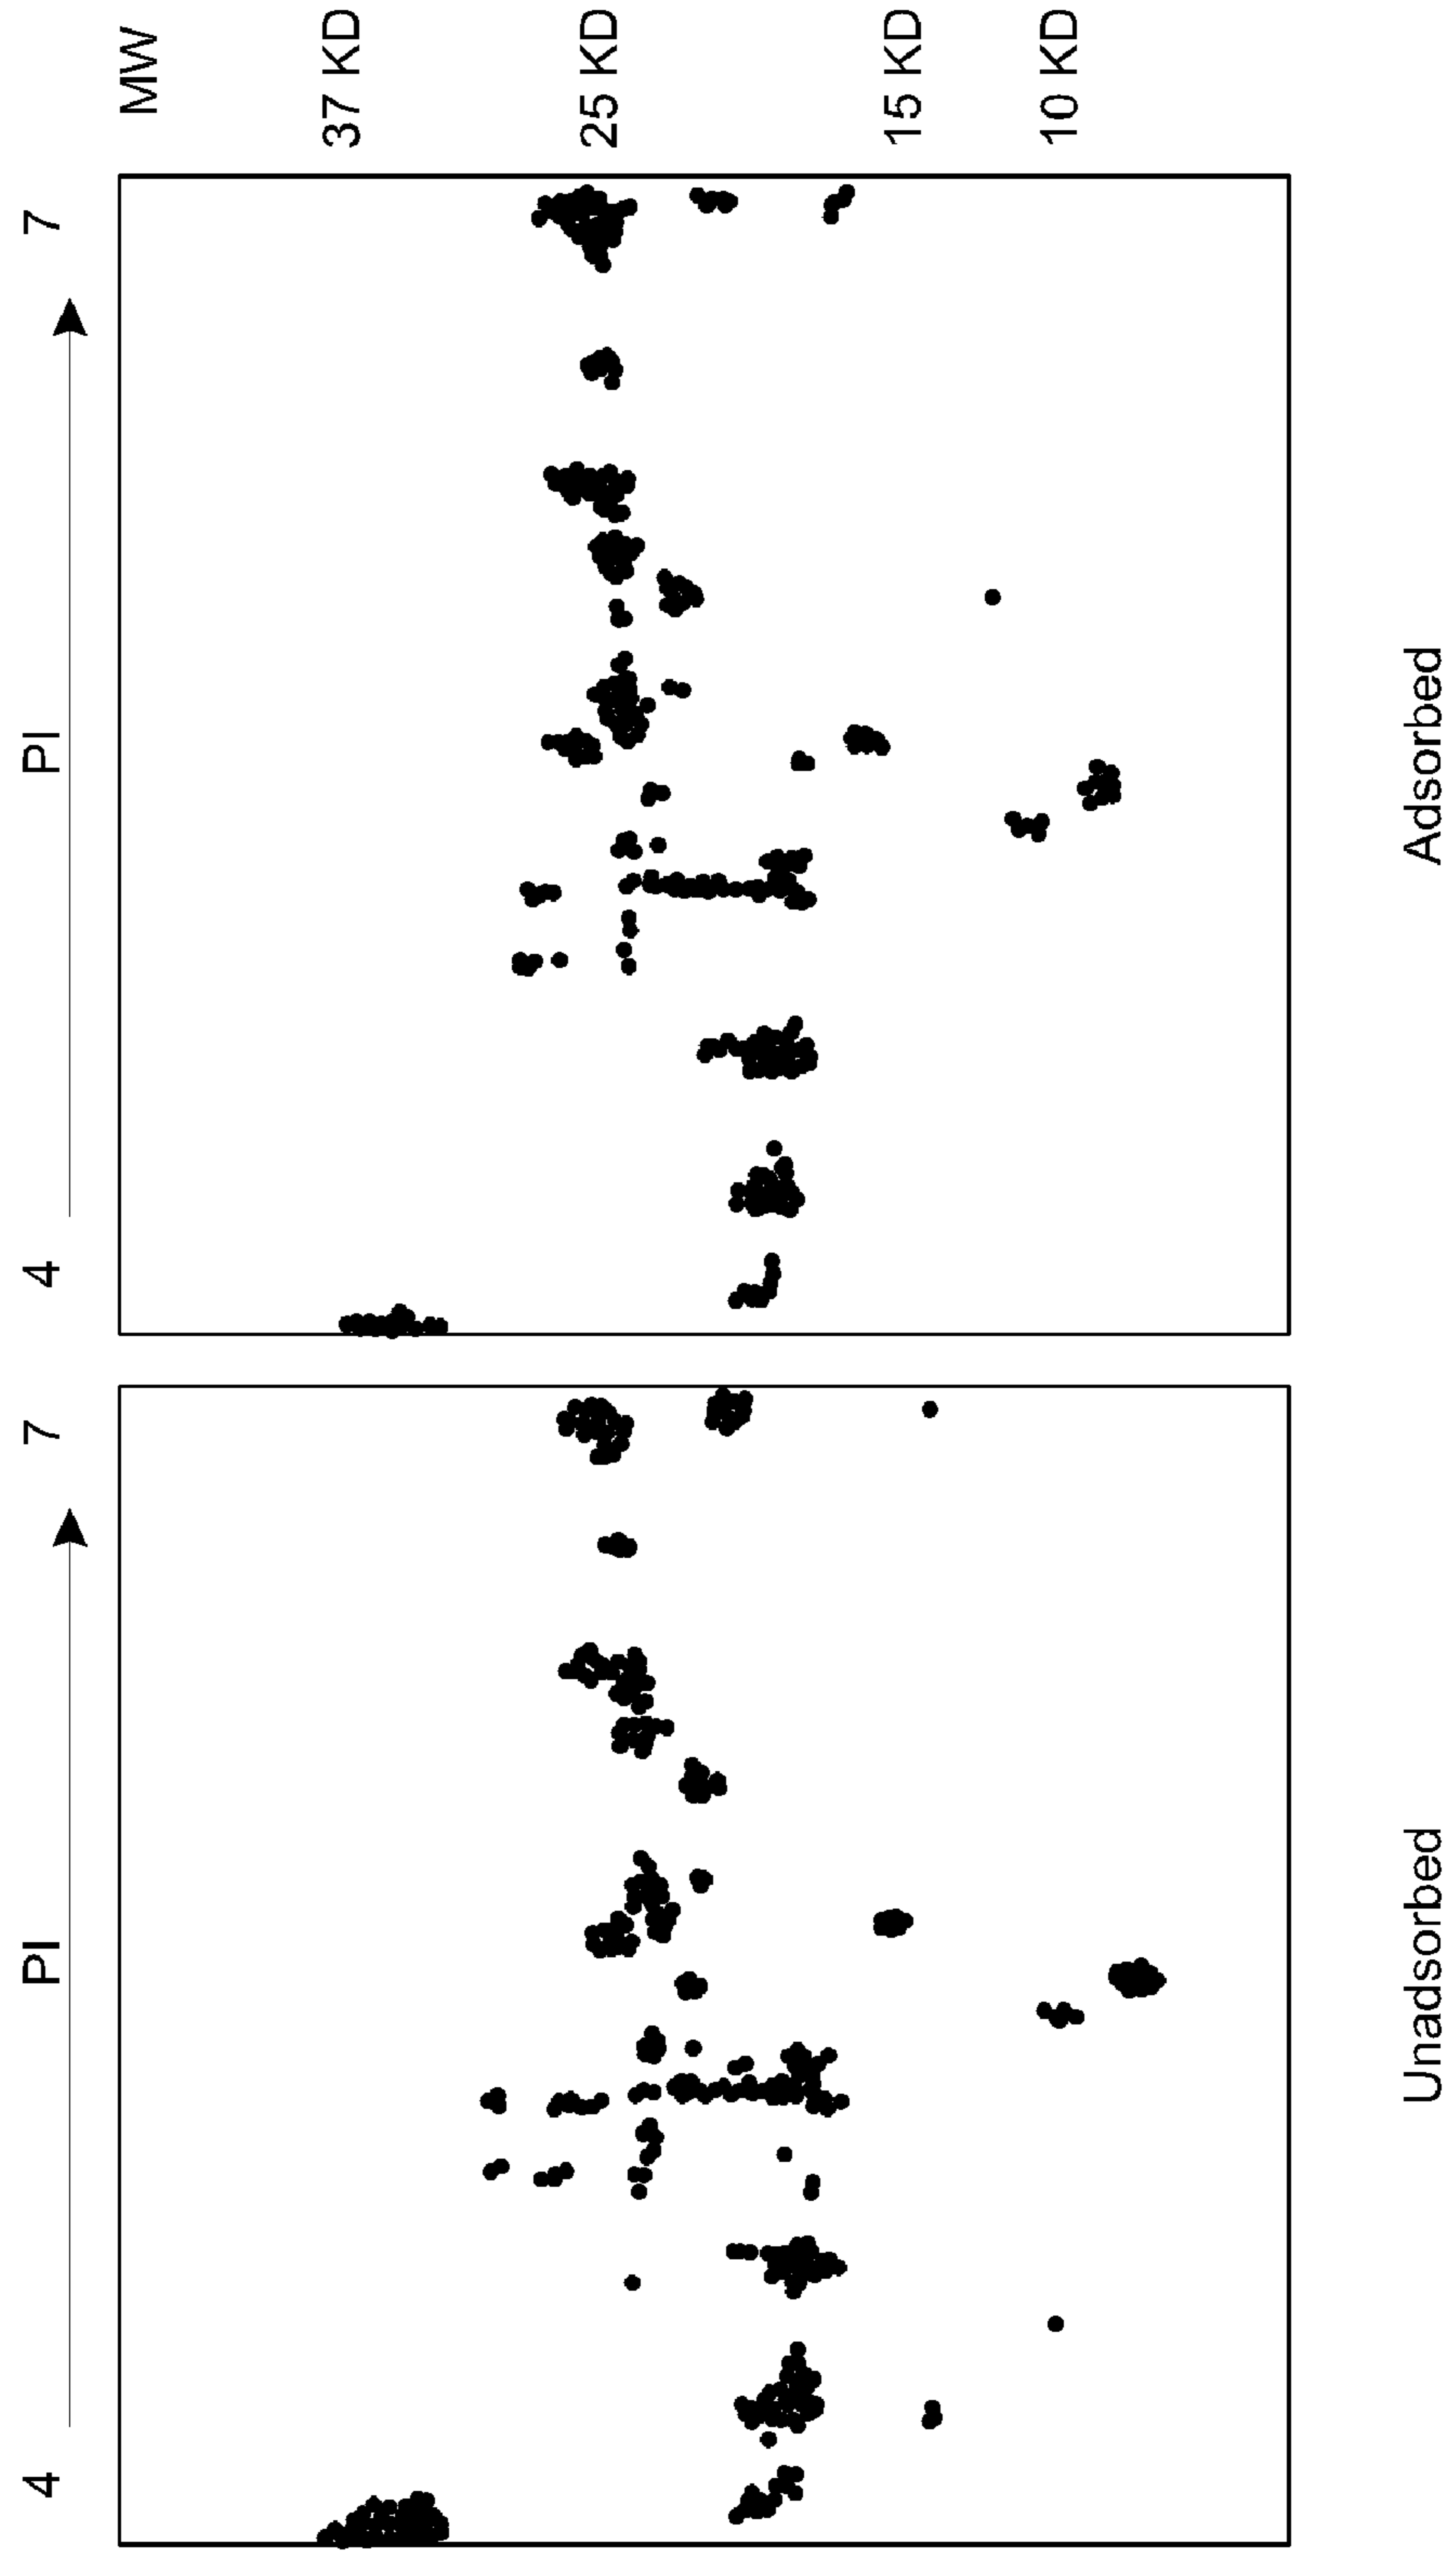 4 PI 7 4 PI 7
MW
37 KD
25 KD
15 KD
10 KD
Unadsorbed Adsorbed